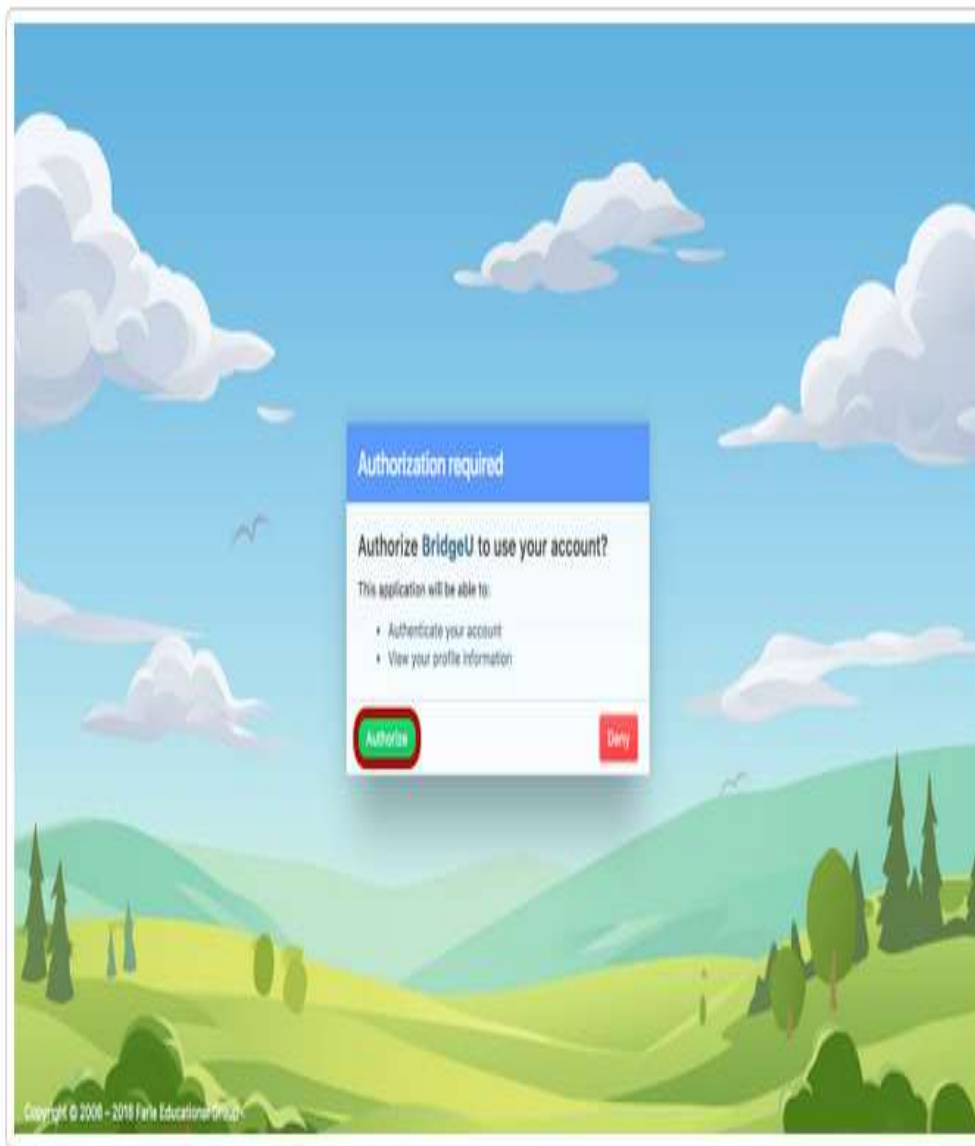 Authorization required
Authorize BridgeU to use your account?
This application will be able to:
Authenticate your account
View your profile information
Authorize
Deny
Copyright © 2006 – 2018 Faria Educational Group